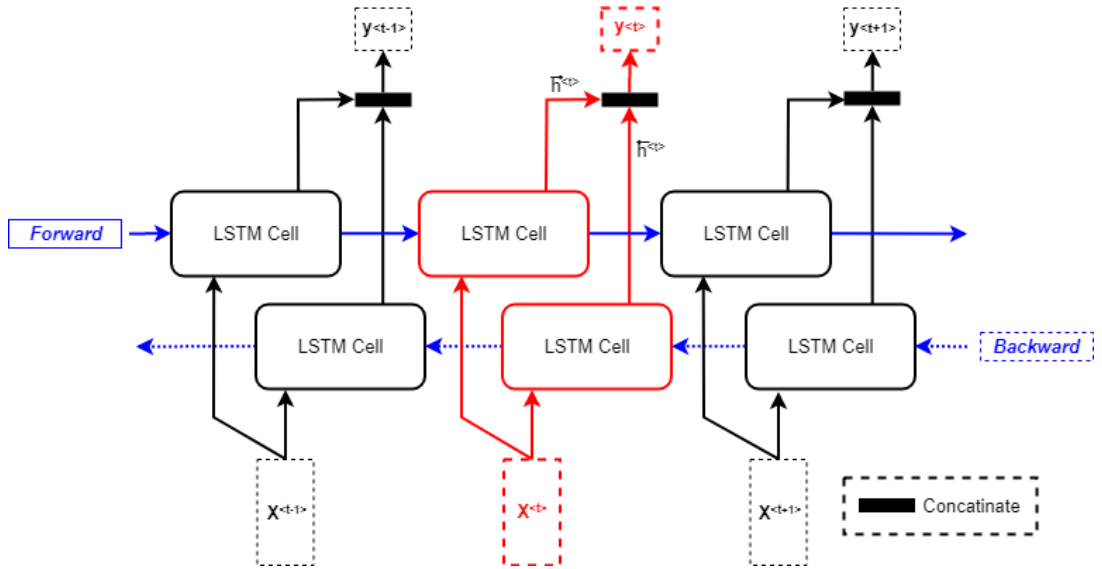 y<t-1>
y<t>
y<t+1>
h<t>
h<t>
LSTM Cell
LSTM Cell
LSTM Cell
Forward
LSTM Cell
LSTM Cell
LSTM Cell
Backward
X<t-1>
X<t>
X<t+1>
Concatinate